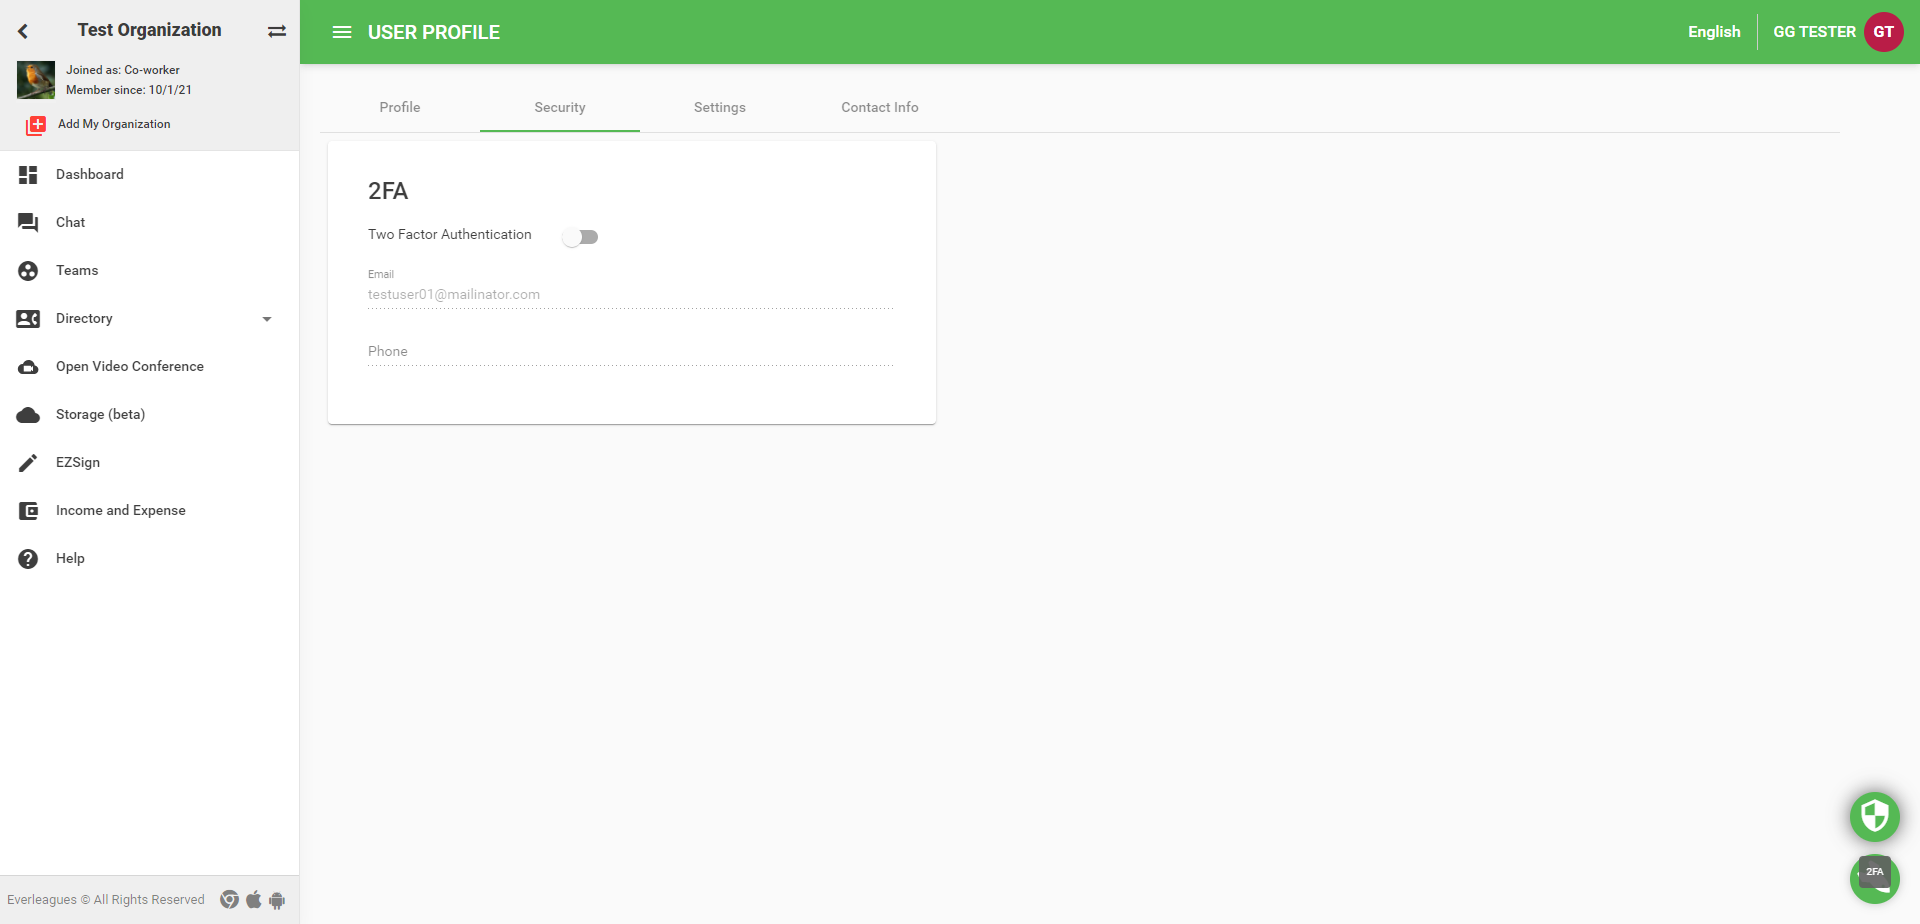 Test Organization
Joined as: Co-worker
Member since: 10/1/21
Add My Organization
Dashboard
Chat
Teams
Directory
Open Video Conference
Storage (beta)
EZSign
Income and Expense
Help
Everleagues © All Rights Reserved
USER PROFILE
English
GG TESTER
GT
Profile
Security
Settings
Contact Info
2FA
Two Factor Authentication
Email
testuser01@mailinator.com
Phone
2FA